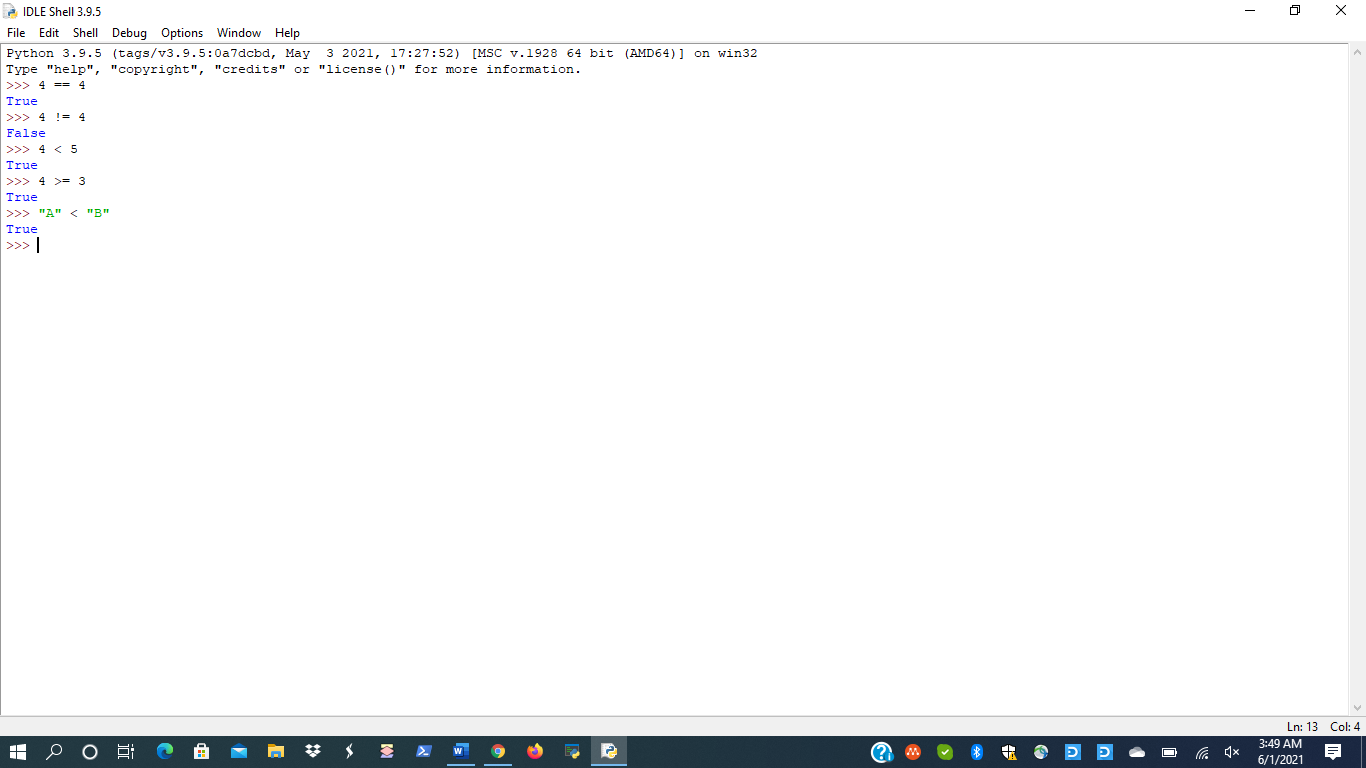 IDLE Shell 3.9.5
File Edit Shell Debug Options Window Help
Python 3.9.5 (tags/v3.9.5:0a7dcbd, May  3 2021, 17:27:52) [MSC v.1928 64 bit (AMD64)] on win32
Type "help", "copyright", "credits" or "license()" for more information.
>>> 4 == 4
True
>>> 4 != 4
False
>>> 4 < 5
True
>>> 4 >= 3
True
>>> "A" < "B"
True
>>>
Ln: 13 Col: 4
3:49 AM
6/1/2021